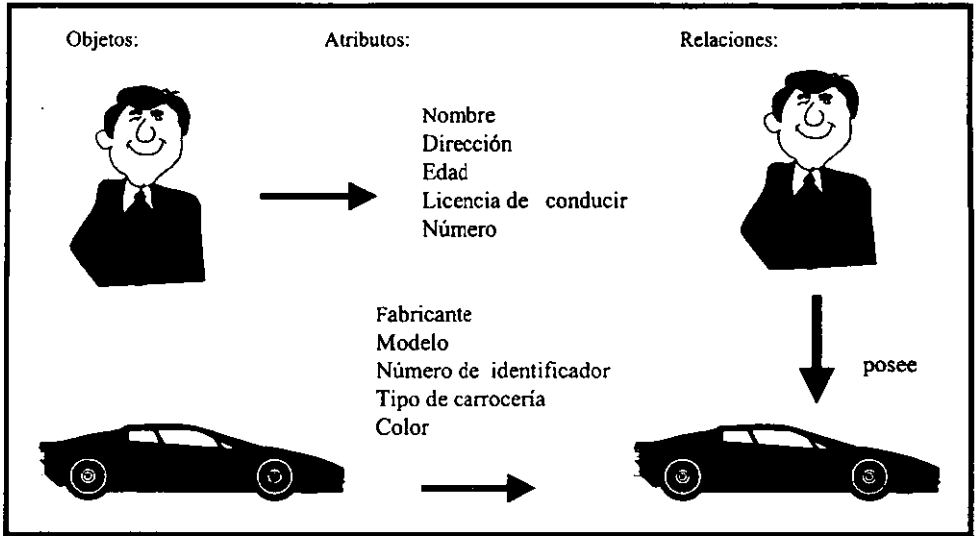 Objetos:
Atributos:
Relaciones:
Nombre
Dirección
Edad
Licencia de conducir
Número
Fabricante
Modelo
Número de identificador
Tipo de carrocería
Color
posee